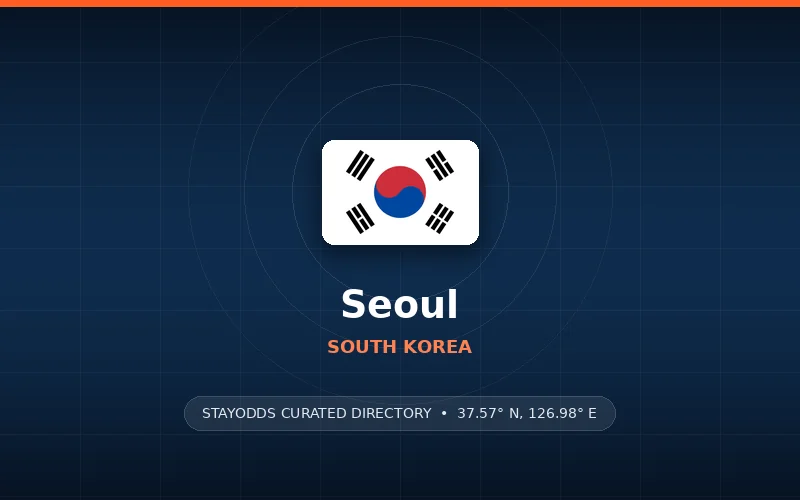 Seoul
SOUTH KOREA
STAYODDS CURATED DIRECTORY • 37.57° N, 126.98° E